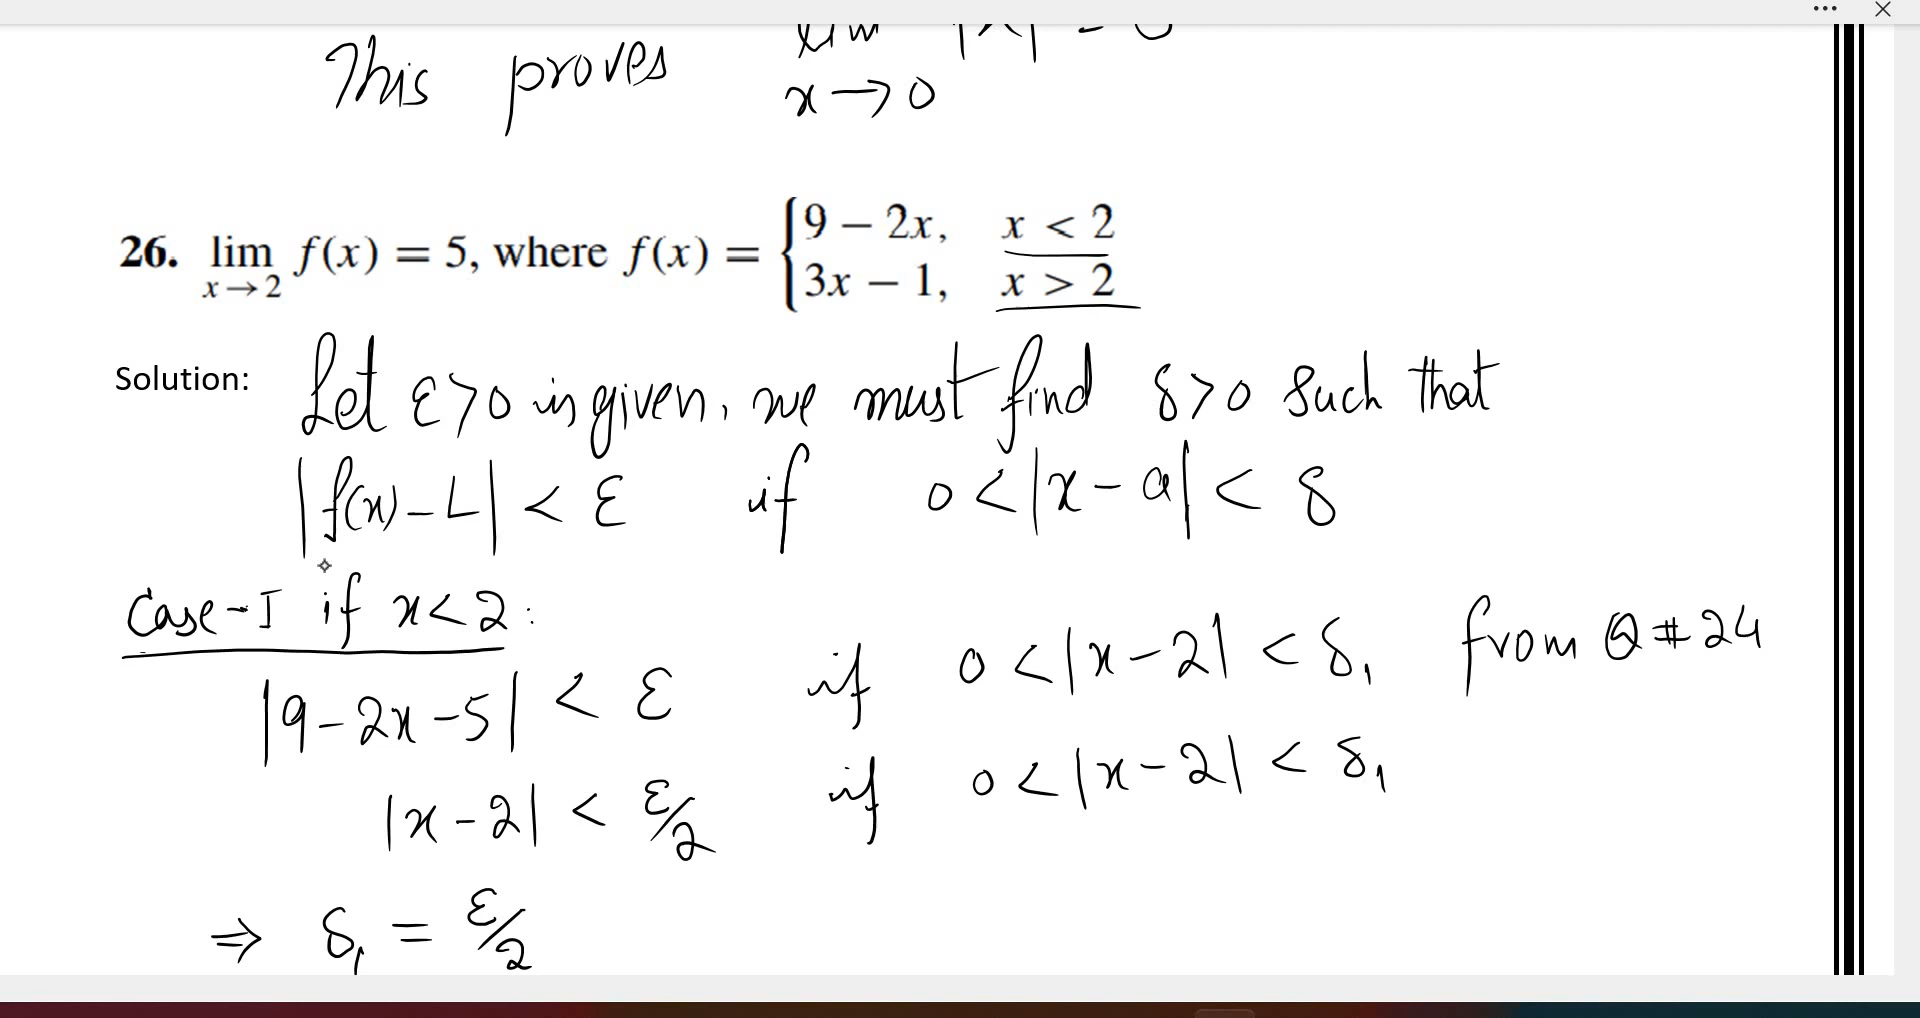 This proves lim |x| = 0
x→0
26. lim f(x) = 5, where f(x) = { 9 − 2x, x < 2
x→2 3x − 1, x > 2
Solution: Let ε>0 is given, we must find δ>0 such that
|f(x) − L| < ε if 0 < |x − a| < δ
Case-I if x<2:
|9 − 2x − 5| < ε if 0 < |x − 2| < δ₁ from Q#24
|x − 2| < ε/2 if 0 < |x − 2| < δ₁
⇒ δ₁ = ε/2